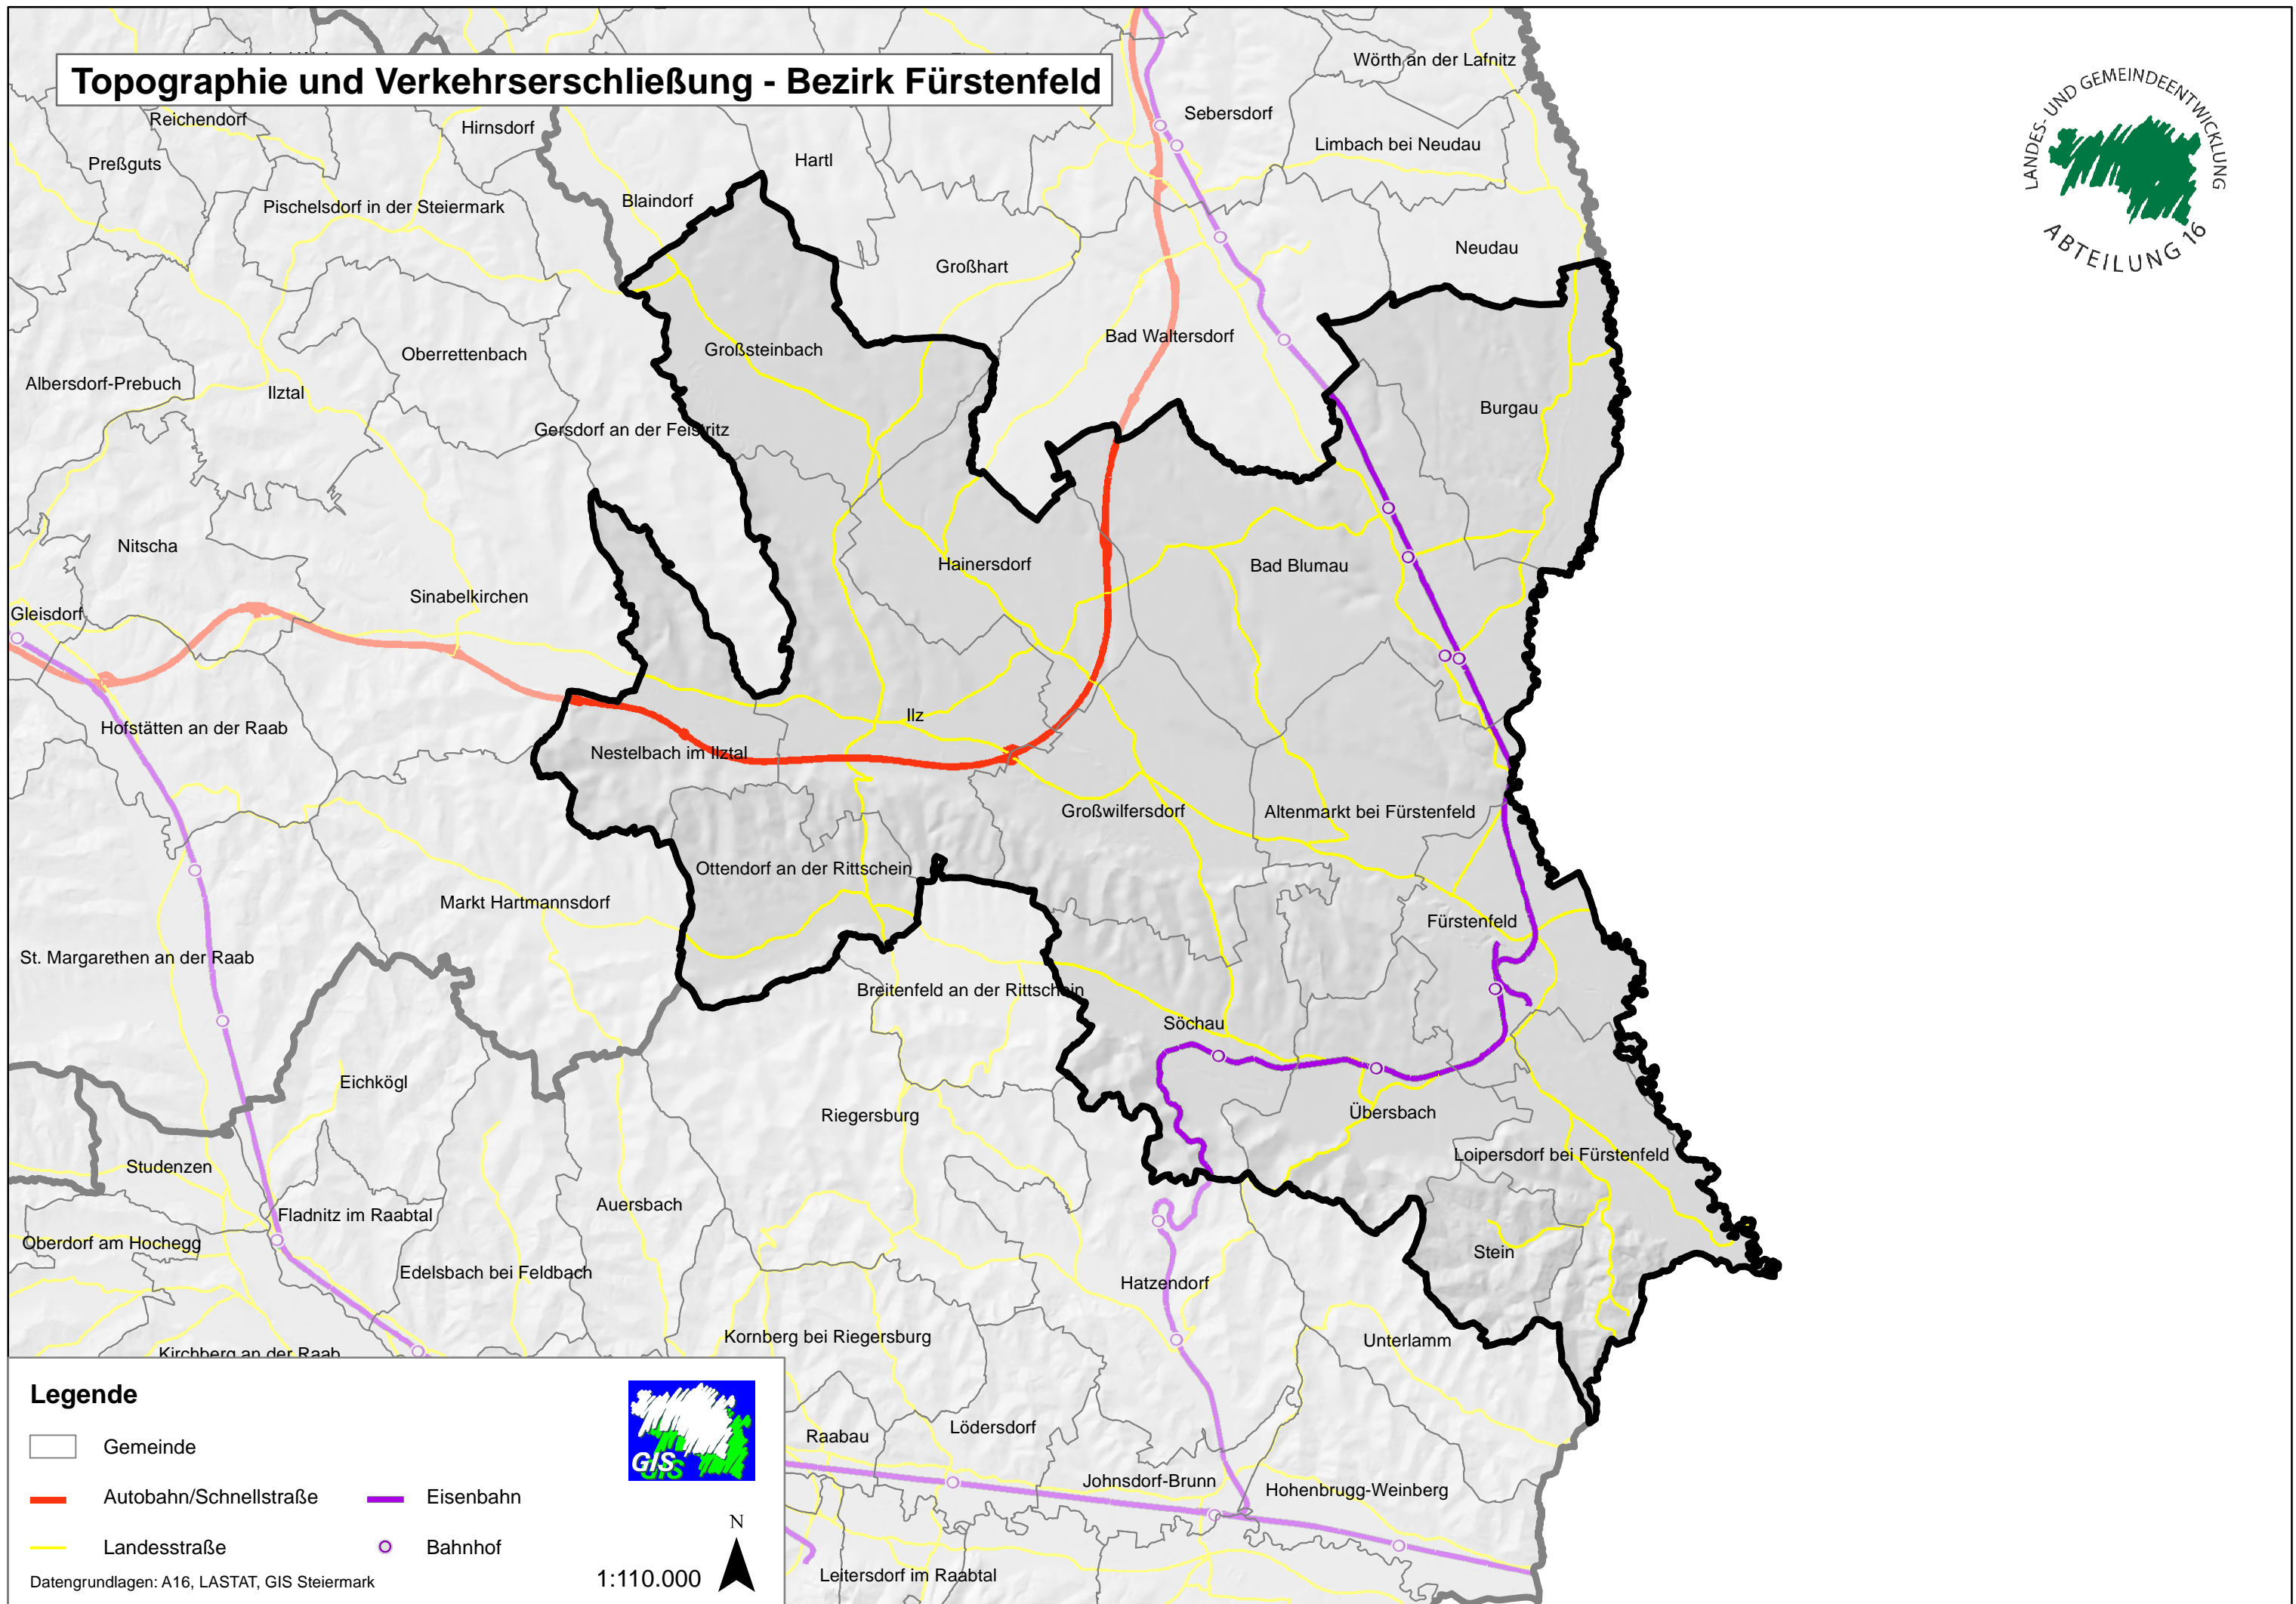 Topographie und Verkehrserschließung - Bezirk Fürstenfeld
LANDES- UND GEMEINDEENTWICKLUNG
ABTEILUNG 16
Wörth an der Lafnitz
Sebersdorf
Reichendorf
Hirnsdorf
Limbach bei Neudau
Preßguts
Hartl
Blaindorf
Pischelsdorf in der Steiermark
Neudau
Großhart
Bad Waltersdorf
Großsteinbach
Oberrettenbach
Albersdorf-Prebuch
Ilztal
Burgau
Gersdorf an der Feistritz
Nitscha
Hainersdorf
Bad Blumau
Sinabelkirchen
Gleisdorf
Ilz
Hofstätten an der Raab
Nestelbach im Ilztal
Großwilfersdorf
Altenmarkt bei Fürstenfeld
Ottendorf an der Rittschein
Markt Hartmannsdorf
Fürstenfeld
St. Margarethen an der Raab
Breitenfeld an der Rittschein
Söchau
Eichkögl
Riegersburg
Übersbach
Loipersdorf bei Fürstenfeld
Studenzen
Auersbach
Fladnitz im Raabtal
Oberdorf am Hochegg
Stein
Edelsbach bei Feldbach
Hatzendorf
Kornberg bei Riegersburg
Unterlamm
Kirchberg an der Raab
Raabau
Lödersdorf
Johnsdorf-Brunn
Hohenbrugg-Weinberg
Leitersdorf im Raabtal
Legende
Gemeinde
Autobahn/Schnellstraße
Eisenbahn
Landesstraße
Bahnhof
Datengrundlagen: A16, LASTAT, GIS Steiermark
GIS
GIS
N
1:110.000